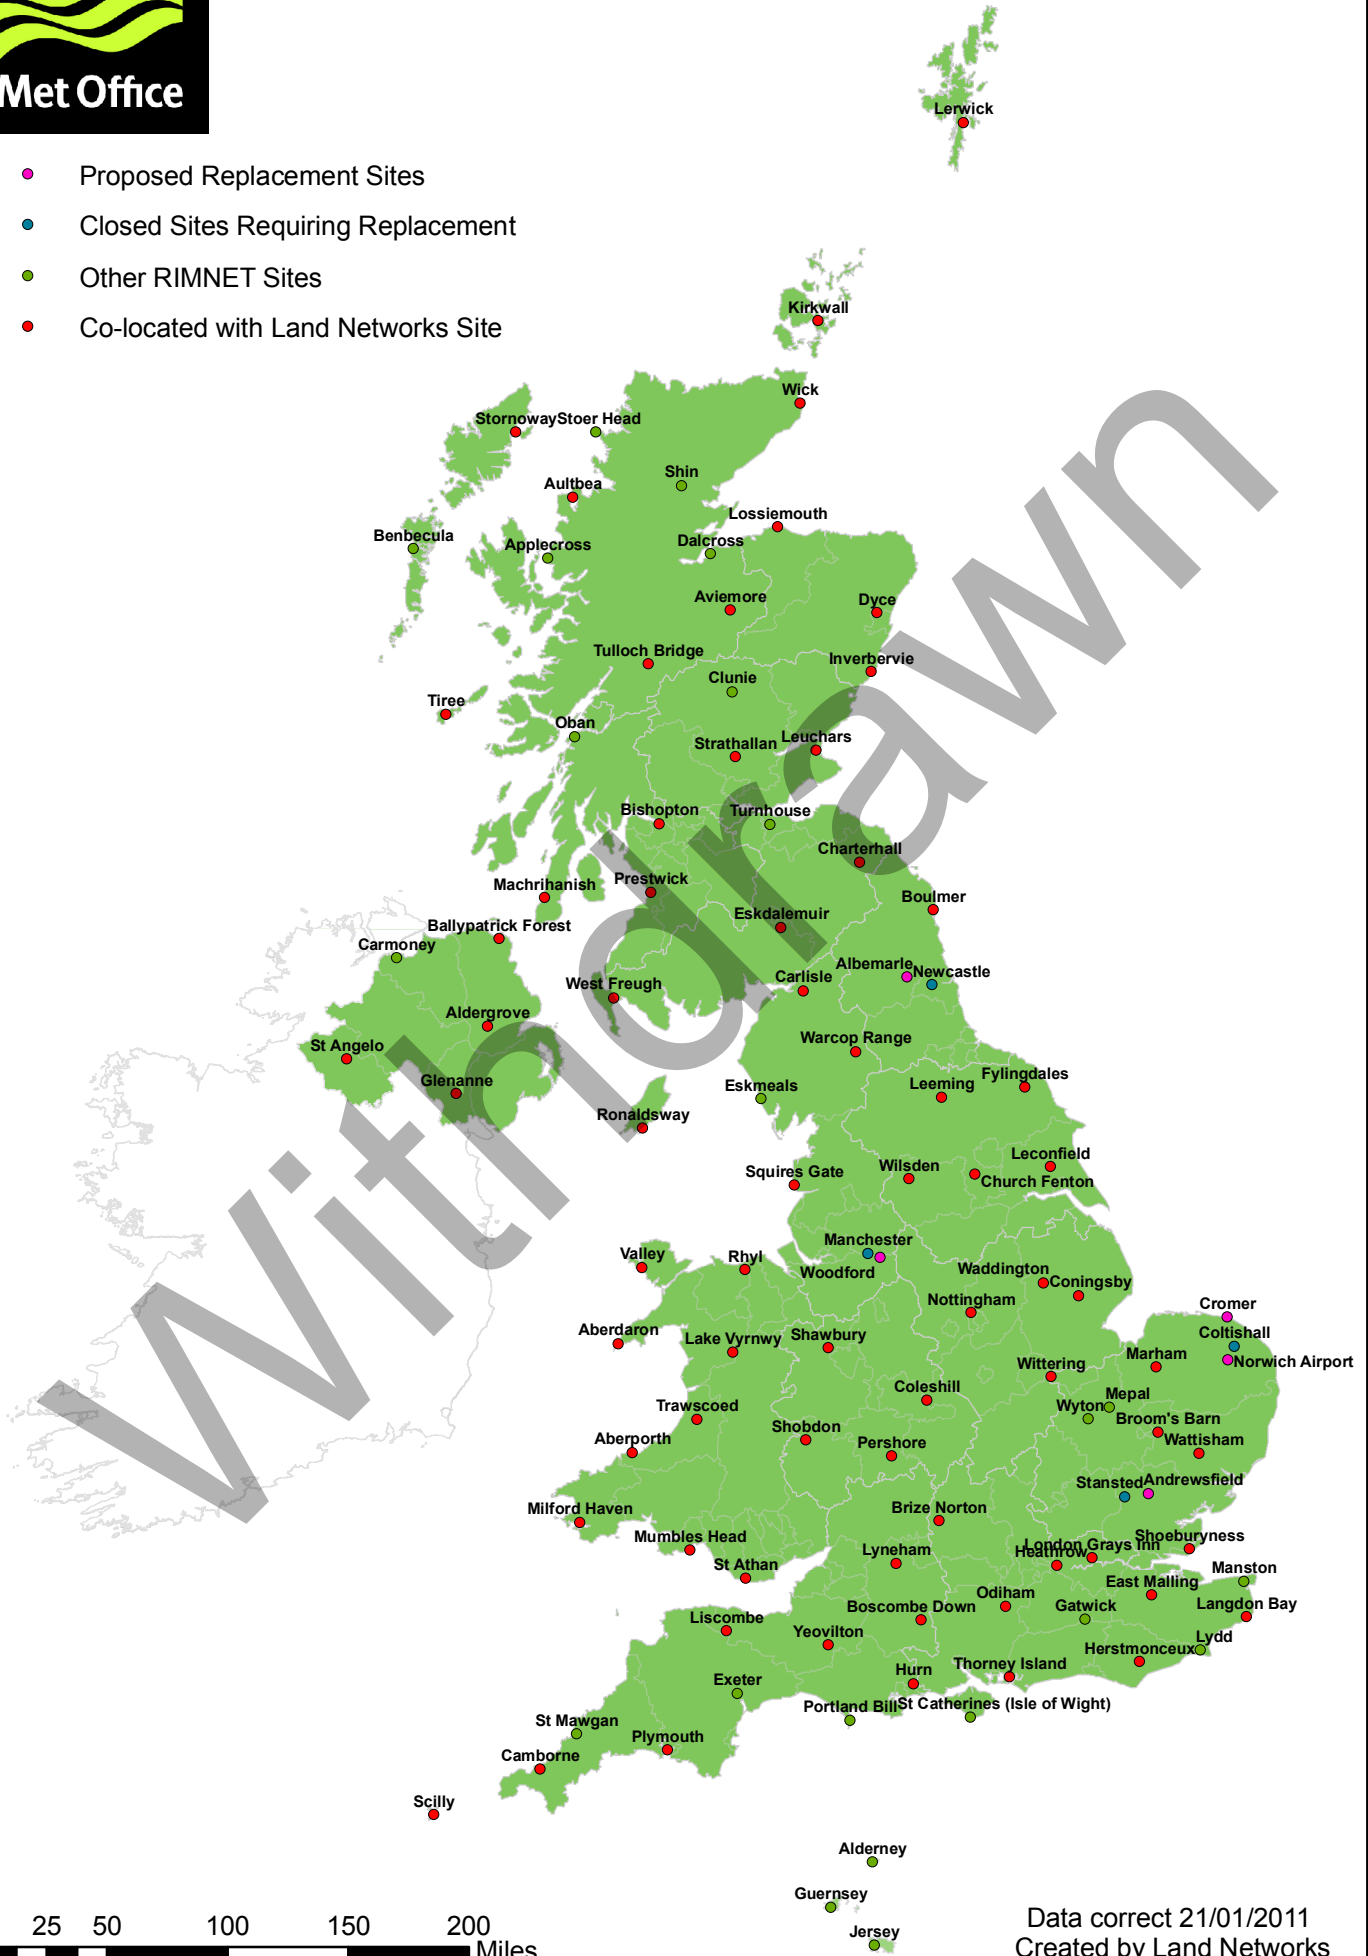 Met Office
Proposed Replacement Sites
Closed Sites Requiring Replacement
Other RIMNET Sites
Co-located with Land Networks Site
Lerwick
Kirkwall
Wick
Stornoway
Stoer Head
Shin
Aultbea
Lossiemouth
Benbecula
Applecross
Dalcross
Aviemore
Dyce
Tulloch Bridge
Inverbervie
Clunie
Tiree
Oban
Strathallan
Leuchars
Bishopton
Turnhouse
Charterhall
Machrihanish
Prestwick
Boulmer
Eskdalemuir
Ballypatrick Forest
Carmoney
Albemarle
Newcastle
West Freugh
Carlisle
Aldergrove
Warcop Range
St Angelo
Glenanne
Eskmeals
Leeming
Fylingdales
Ronaldsway
Leconfield
Squires Gate
Wilsden
Church Fenton
Manchester
Valley
Rhyl
Woodford
Waddington
Coningsby
Nottingham
Cromer
Aberdaron
Lake Vyrnwy
Shawbury
Coltishall
Marham
Norwich Airport
Wittering
Coleshill
Mepal
Wyton
Trawscoed
Shobdon
Broom's Barn
Aberporth
Pershore
Wattisham
Stansted
Andrewsfield
Milford Haven
Brize Norton
Mumbles Head
Shoeburyness
London Grays Inn
Heathrow
Lyneham
St Athan
Manston
East Malling
Odiham
Langdon Bay
Boscombe Down
Gatwick
Liscombe
Yeovilton
Lydd
Herstmonceux
Thorney Island
Hurn
Exeter
Portland Bill
St Catherines (Isle of Wight)
St Mawgan
Plymouth
Camborne
Scilly
Alderney
Guernsey
Jersey
withdrawn
25 50 100 150 200
Miles
Data correct 21/01/2011
Created by Land Networks